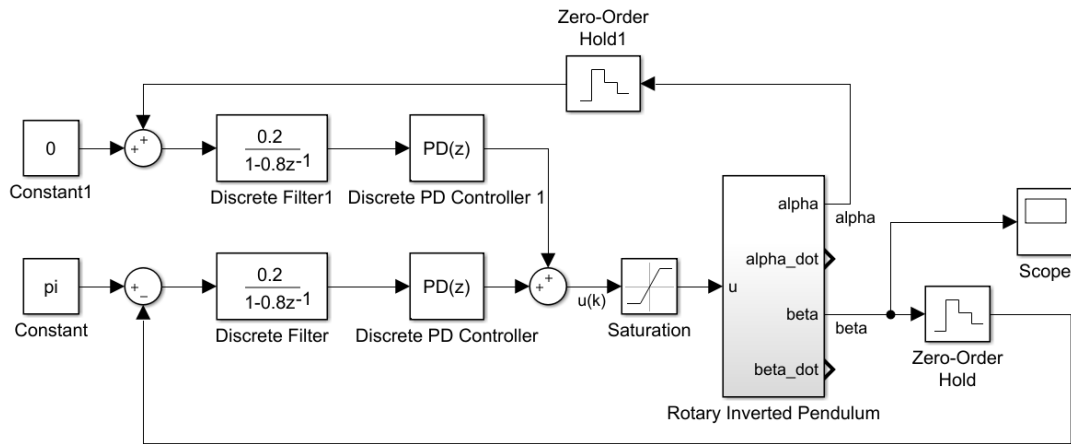 Zero-Order
Hold1
0
Constant1
+
+
0.2
1-0.8z-1
Discrete Filter1
PD(z)
Discrete PD Controller 1
pi
Constant
+
−
0.2
1-0.8z-1
Discrete Filter
PD(z)
Discrete PD Controller
+
+
u(k)
Saturation
u
alpha
alpha_dot
beta
beta_dot
Rotary Inverted Pendulum
alpha
beta
Scope
Zero-Order
Hold